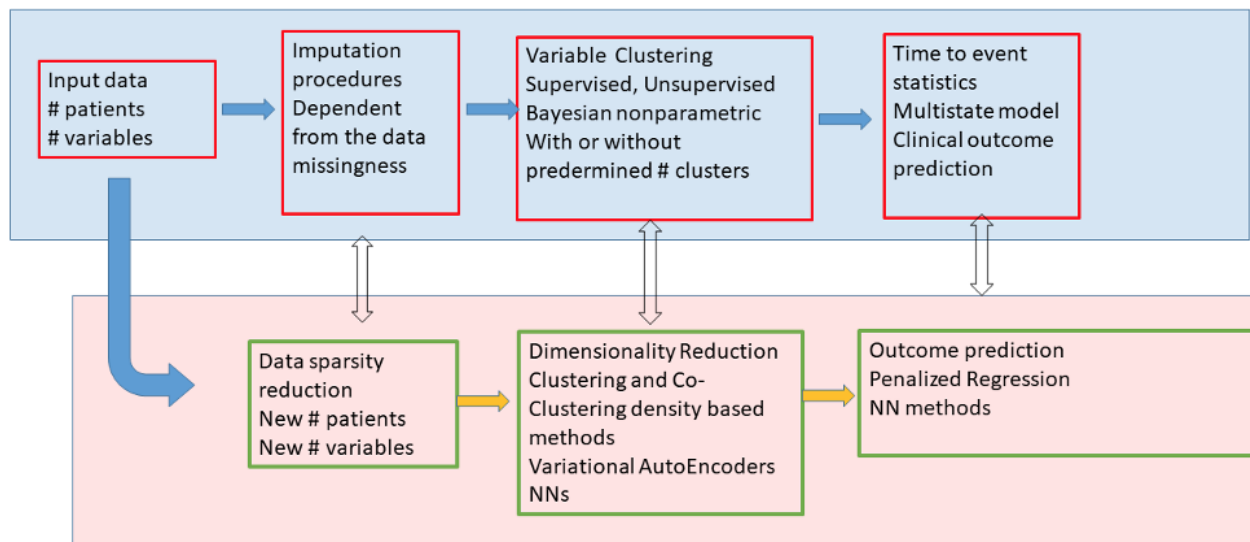 Input data
# patients
# variables
Imputation
procedures
Dependent
from the data
missingness
Variable Clustering
Supervised, Unsupervised
Bayesian nonparametric
With or without
predermined # clusters
Time to event
statistics
Multistate model
Clinical outcome
prediction
Data sparsity
reduction
New # patients
New # variables
Dimensionality Reduction
Clustering and Co-
Clustering density based
methods
Variational AutoEncoders
NNs
Outcome prediction
Penalized Regression
NN methods